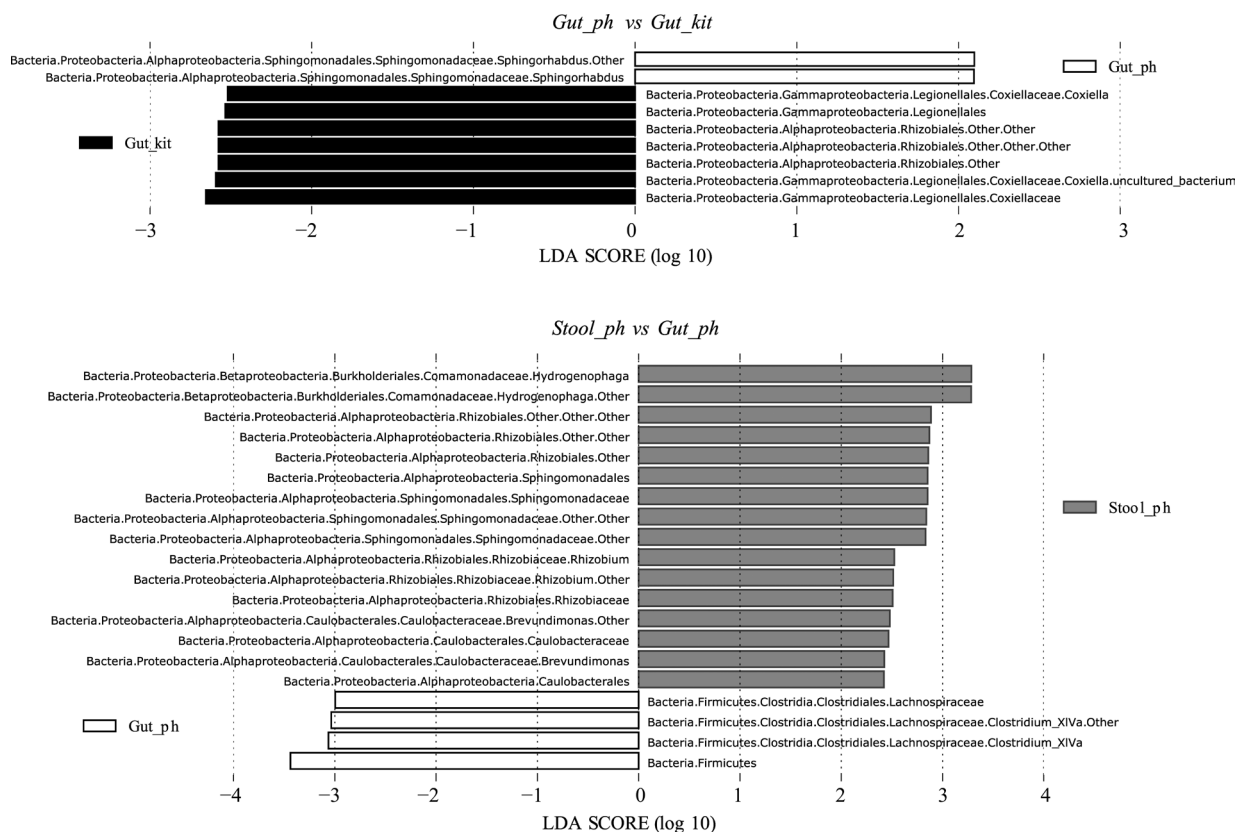 Gut_ph vs Gut_kit
Bacteria.Proteobacteria.Alphaproteobacteria.Sphingomonadales.Sphingomonadaceae.Sphingorhabdus.Other
Bacteria.Proteobacteria.Alphaproteobacteria.Sphingomonadales.Sphingomonadaceae.Sphingorhabdus
Gut_ph
Bacteria.Proteobacteria.Gammaproteobacteria.Legionellales.Coxiellaceae.Coxiella
Bacteria.Proteobacteria.Gammaproteobacteria.Legionellales
Bacteria.Proteobacteria.Alphaproteobacteria.Rhizobiales.Other.Other
Gut_kit
Bacteria.Proteobacteria.Alphaproteobacteria.Rhizobiales.Other.Other.Other
Bacteria.Proteobacteria.Alphaproteobacteria.Rhizobiales.Other
Bacteria.Proteobacteria.Gammaproteobacteria.Legionellales.Coxiellaceae.Coxiella.uncultured_bacterium
Bacteria.Proteobacteria.Gammaproteobacteria.Legionellales.Coxiellaceae
−3 −2 −1 0 1 2 3
LDA SCORE (log 10)
Stool_ph vs Gut_ph
Bacteria.Proteobacteria.Betaproteobacteria.Burkholderiales.Comamonadaceae.Hydrogenophaga
Bacteria.Proteobacteria.Betaproteobacteria.Burkholderiales.Comamonadaceae.Hydrogenophaga.Other
Bacteria.Proteobacteria.Alphaproteobacteria.Rhizobiales.Other.Other.Other
Bacteria.Proteobacteria.Alphaproteobacteria.Rhizobiales.Other.Other
Bacteria.Proteobacteria.Alphaproteobacteria.Rhizobiales.Other
Bacteria.Proteobacteria.Alphaproteobacteria.Sphingomonadales
Bacteria.Proteobacteria.Alphaproteobacteria.Sphingomonadales.Sphingomonadaceae
Bacteria.Proteobacteria.Alphaproteobacteria.Sphingomonadales.Sphingomonadaceae.Other.Other
Stool_ph
Bacteria.Proteobacteria.Alphaproteobacteria.Sphingomonadales.Sphingomonadaceae.Other
Bacteria.Proteobacteria.Alphaproteobacteria.Rhizobiales.Rhizobiaceae.Rhizobium
Bacteria.Proteobacteria.Alphaproteobacteria.Rhizobiales.Rhizobiaceae.Rhizobium.Other
Bacteria.Proteobacteria.Alphaproteobacteria.Rhizobiales.Rhizobiaceae
Bacteria.Proteobacteria.Alphaproteobacteria.Caulobacterales.Caulobacteraceae.Brevundimonas.Other
Bacteria.Proteobacteria.Alphaproteobacteria.Caulobacterales.Caulobacteraceae
Bacteria.Proteobacteria.Alphaproteobacteria.Caulobacterales.Caulobacteraceae.Brevundimonas
Bacteria.Proteobacteria.Alphaproteobacteria.Caulobacterales
Bacteria.Firmicutes.Clostridia.Clostridiales.Lachnospiraceae
Gut_ph
Bacteria.Firmicutes.Clostridia.Clostridiales.Lachnospiraceae.Clostridium_XlVa.Other
Bacteria.Firmicutes.Clostridia.Clostridiales.Lachnospiraceae.Clostridium_XlVa
Bacteria.Firmicutes
−4 −3 −2 −1 0 1 2 3 4
LDA SCORE (log 10)